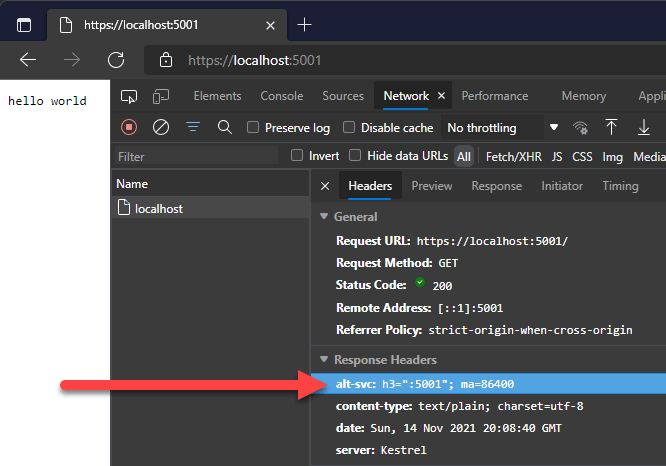 https://localhost:5001
https://localhost:5001
hello world
Elements Console Sources Network Performance Memory Appli
Preserve log Disable cache No throttling
Filter Invert Hide data URLs All Fetch/XHR JS CSS Img Media
Name Headers Preview Response Initiator Timing
localhost
General
Request URL: https://localhost:5001/
Request Method: GET
Status Code: 200
Remote Address: [::1]:5001
Referrer Policy: strict-origin-when-cross-origin
Response Headers
alt-svc: h3=":5001"; ma=86400
content-type: text/plain; charset=utf-8
date: Sun, 14 Nov 2021 20:08:40 GMT
server: Kestrel